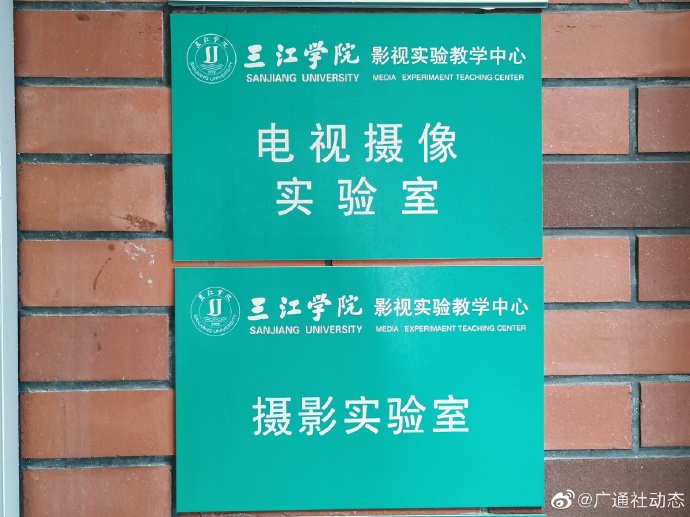 三江学院 影视实验教学中心
SANJIANG UNIVERSITY MEDIA EXPERIMAENT TEACHING CENTER
电视摄像
实验室
三江学院 影视实验教学中心
SANJIANG UNIVERSITY MEDIA EXPERIMAENT TEACHING CENTER
摄影实验室
@广通社动态